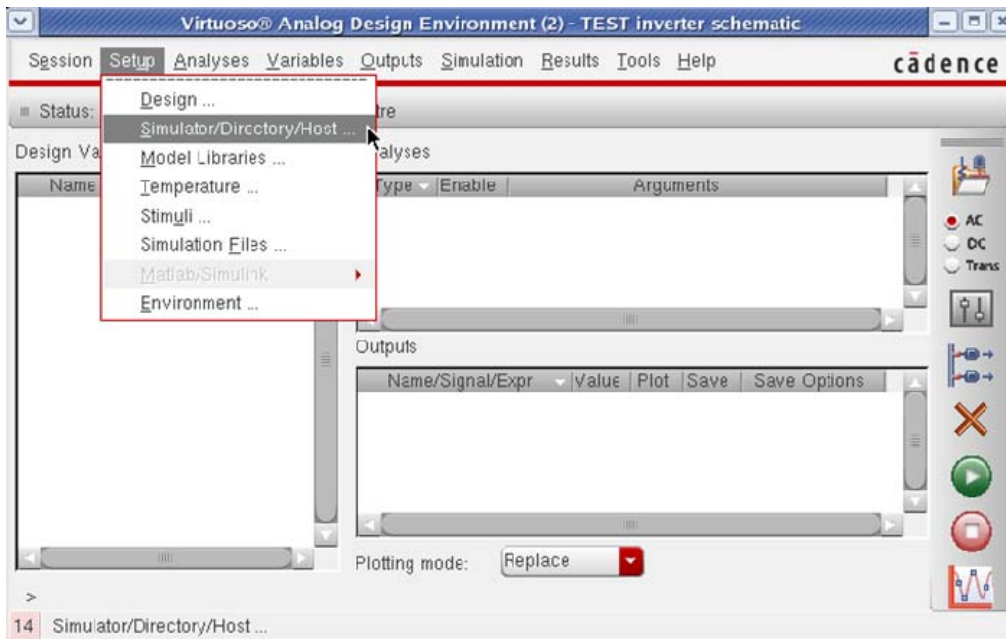 Virtuoso® Analog Design Environment (2) - TEST inverter schematic
Session Setup Analyses Variables Outputs Simulation Results Tools Help cādence
Status: tre
Design Va alyses
Name Type Enable Arguments
Design ...
Simulator/Directory/Host ...
Model Libraries ...
Temperature ...
Stimuli ...
Simulation Files ...
Matlab/Simulink
Environment ...
AC
DC
Trans
Outputs
Name/Signal/Expr Value Plot Save Save Options
Plotting mode: Replace
>
14 Simulator/Directory/Host ...